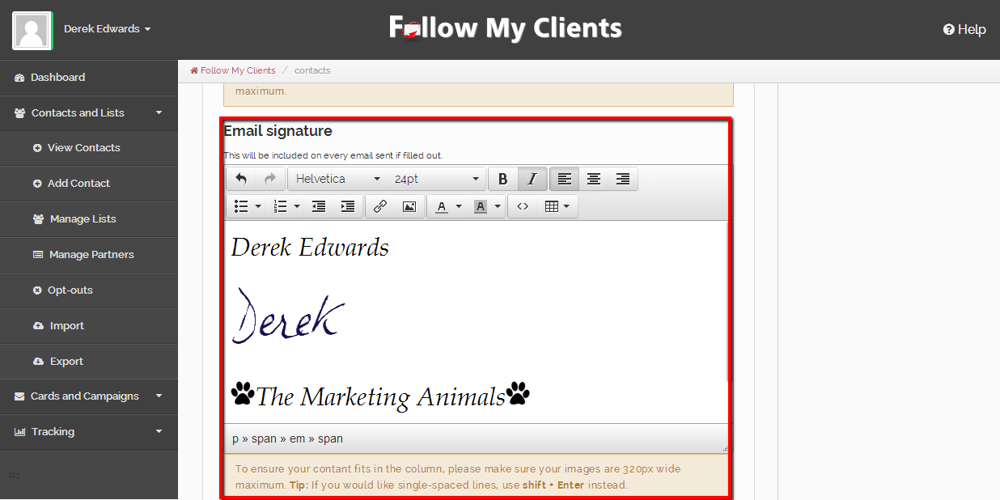 Derek Edwards
Follow My Clients
Help
Dashboard
Contacts and Lists
View Contacts
Add Contact
Manage Lists
Manage Partners
Opt-outs
Import
Export
Cards and Campaigns
Tracking
123
Follow My Clients / contacts
maximum.
Email signature
This will be included on every email sent if filled out.
Helvetica 24pt B I
A A <>
Derek Edwards
Derek
The Marketing Animals
p » span » em » span
To ensure your contant fits in the column, please make sure your images are 320px wide
maximum. Tip: If you would like single-spaced lines, use shift + Enter instead.